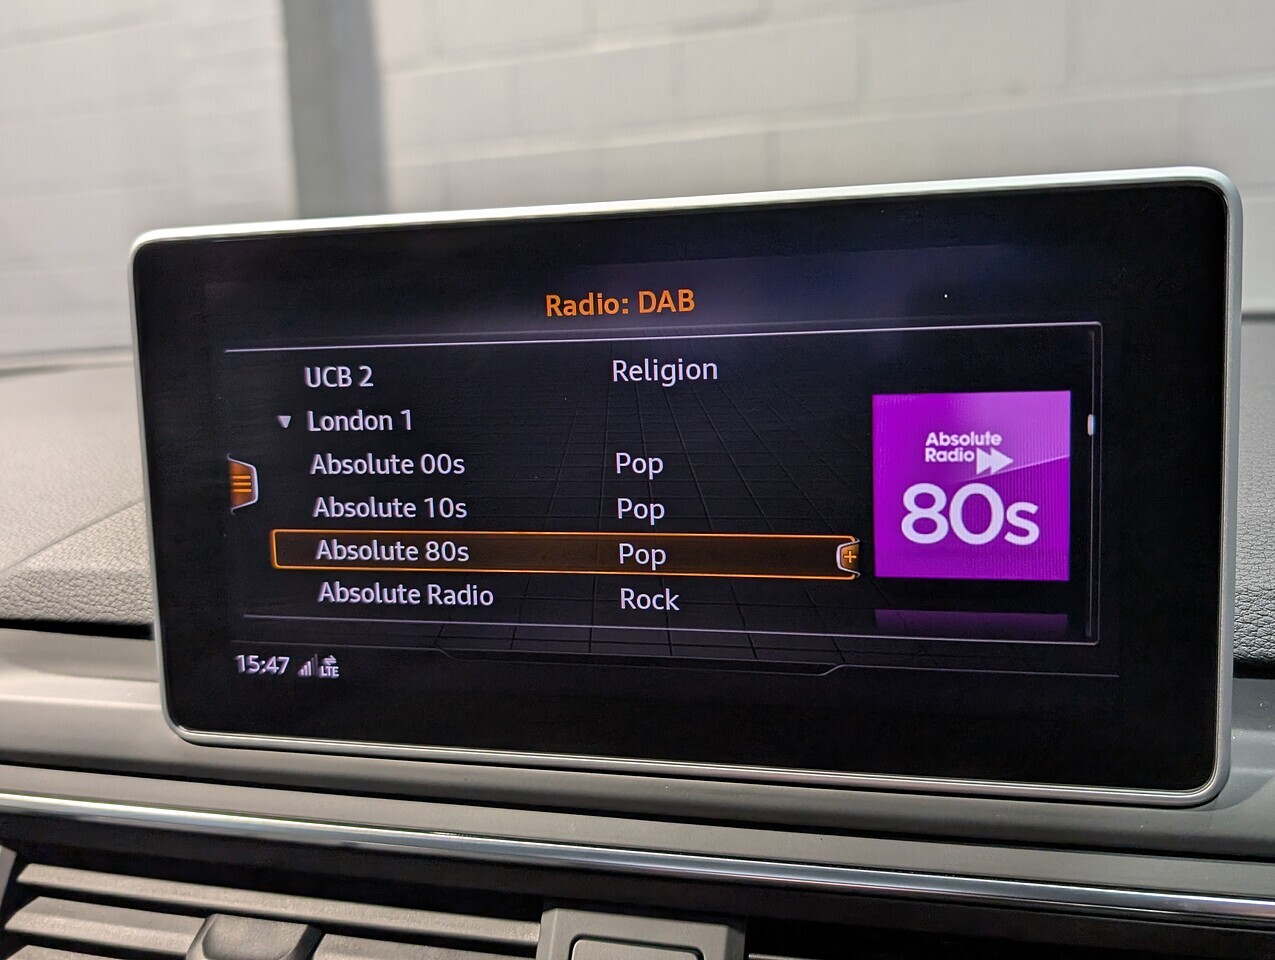 Radio: DAB
UCB 2 Religion
London 1
Absolute 00s Pop
Absolute 10s Pop
Absolute 80s Pop
Absolute Radio Rock
Absolute
Radio
80s
15:47 LTE